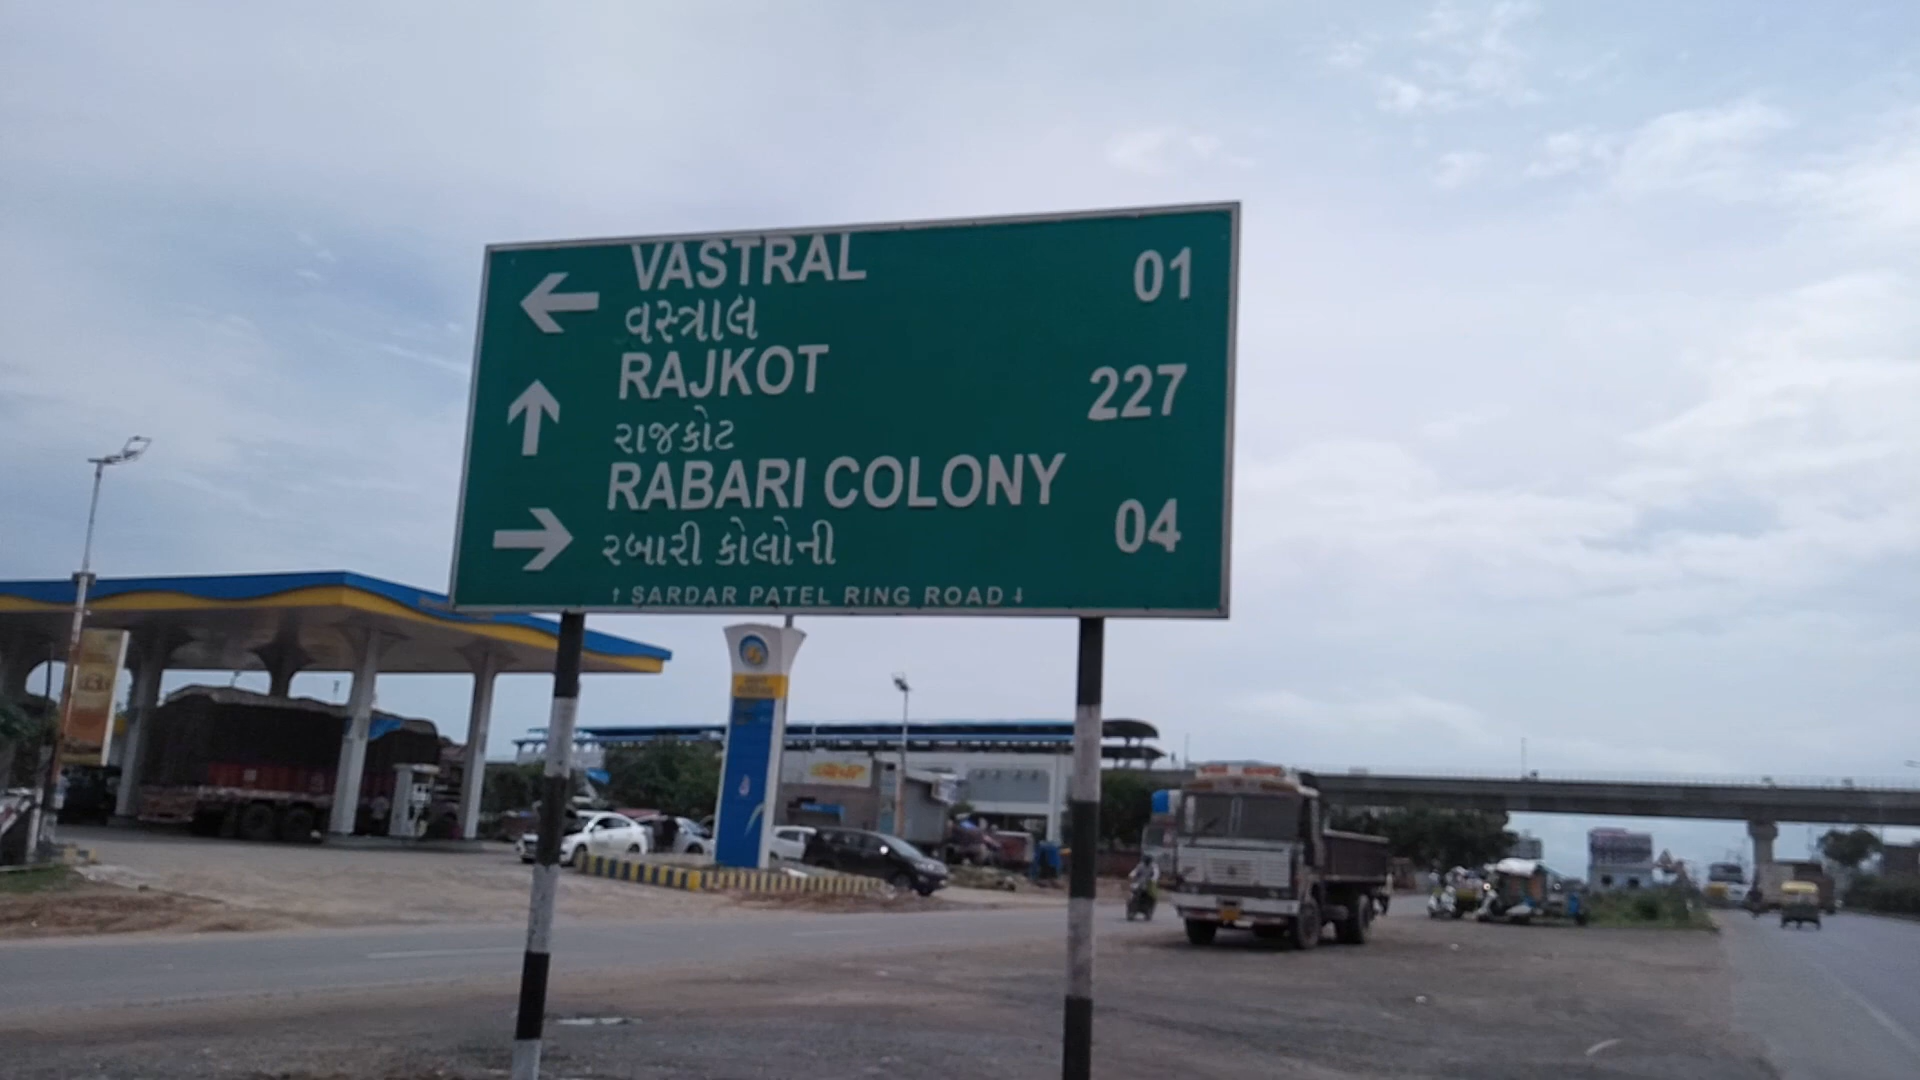 VASTRAL 01
વસ્ત્રાલ
RAJKOT 227
રાજકોટ
RABARI COLONY 04
રબારી કોલોની
↑ SARDAR PATEL RING ROAD ↓